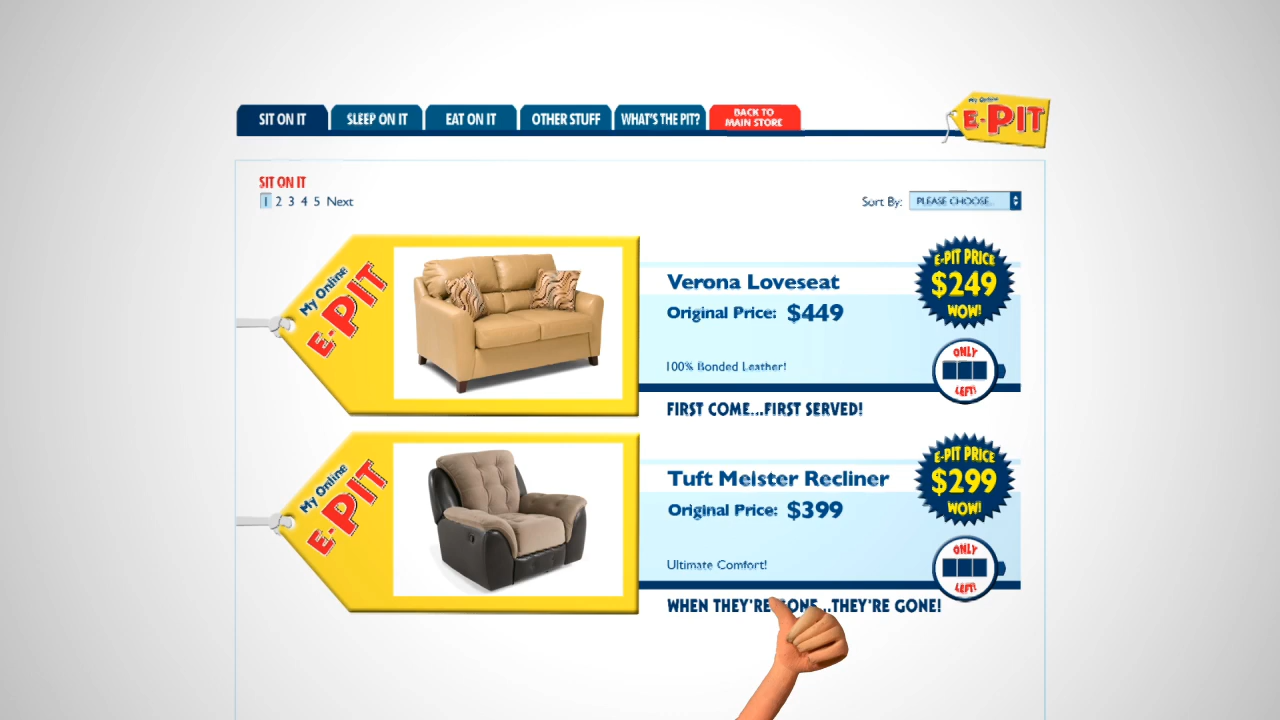 SIT ON IT
SLEEP ON IT
EAT ON IT
OTHER STUFF
WHAT'S THE PIT?
BACK TO
MAIN STORE
My Online
E-PIT
SIT ON IT
1 2 3 4 5 Next
Sort By: PLEASE CHOOSE...
My Online
E-PIT
Verona Loveseat
Original Price: $449
100% Bonded Leather!
FIRST COME...FIRST SERVED!
E-PIT PRICE
$249
WOW!
ONLY
LEFT!
My Online
E-PIT
Tuft Meister Recliner
Original Price: $399
Ultimate Comfort!
WHEN THEY'RE GONE...THEY'RE GONE!
E-PIT PRICE
$299
WOW!
ONLY
LEFT!